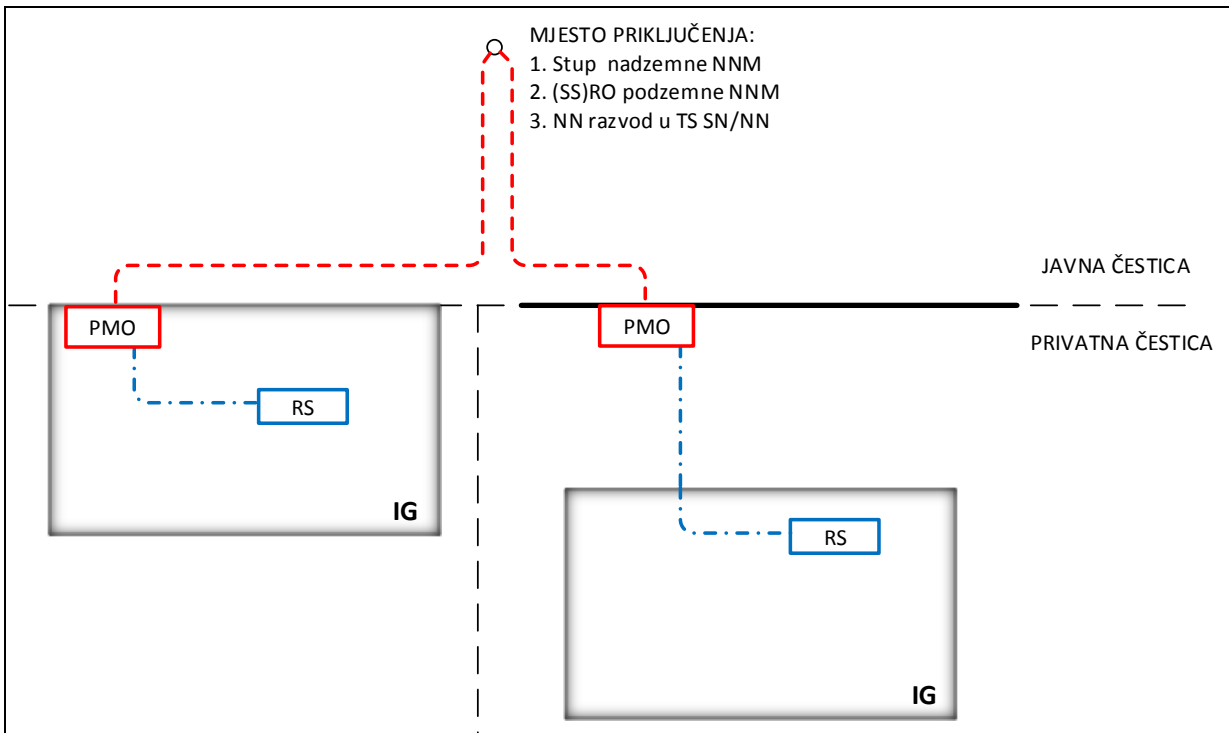 MJESTO PRIKLJUČENJA:
1. Stup nadzemne NNM
2. (SS)RO podzemne NNM
3. NN razvod u TS SN/NN
JAVNA ČESTICA
PRIVATNA ČESTICA
PMO
RS
IG
PMO
RS
IG